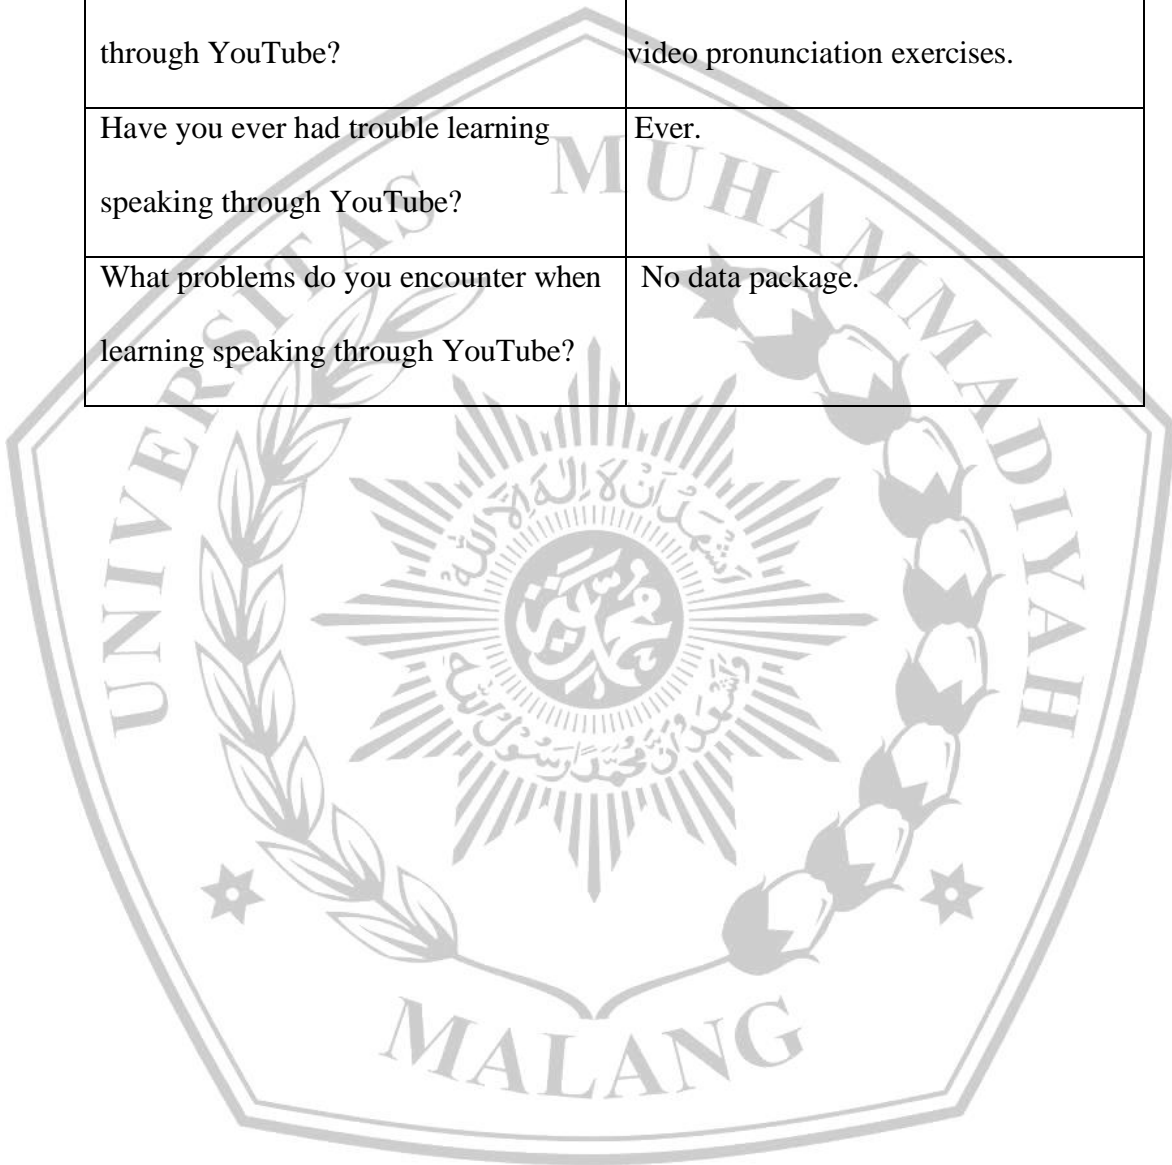 through YouTube?
video pronunciation exercises.
Have you ever had trouble learning
speaking through YouTube?
Ever.
What problems do you encounter when
learning speaking through YouTube?
No data package.
UNIVERSITAS MUHAMMADIYAH
MALANG